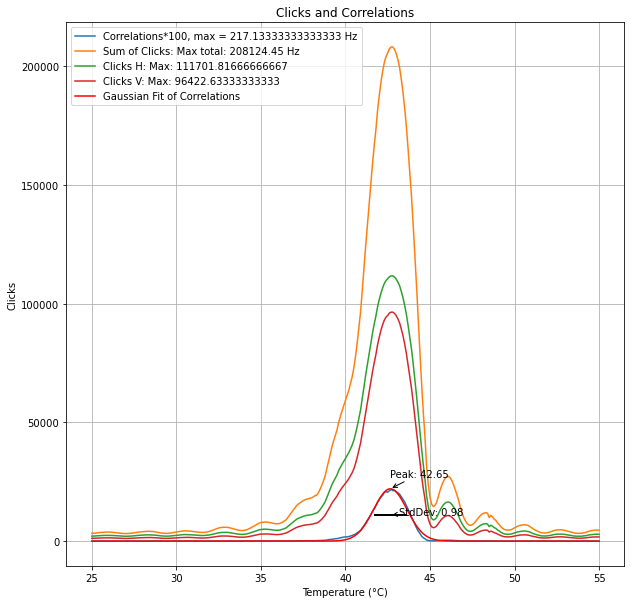 Clicks and Correlations
Correlations*100, max = 217.13333333333333 Hz
Sum of Clicks: Max total: 208124.45 Hz
Clicks H: Max: 111701.81666666667
Clicks V: Max: 96422.63333333333
Gaussian Fit of Correlations
200000
150000
100000
50000
0
Clicks
Peak: 42.65
StdDev: 0.98
25 30 35 40 45 50 55
Temperature (°C)